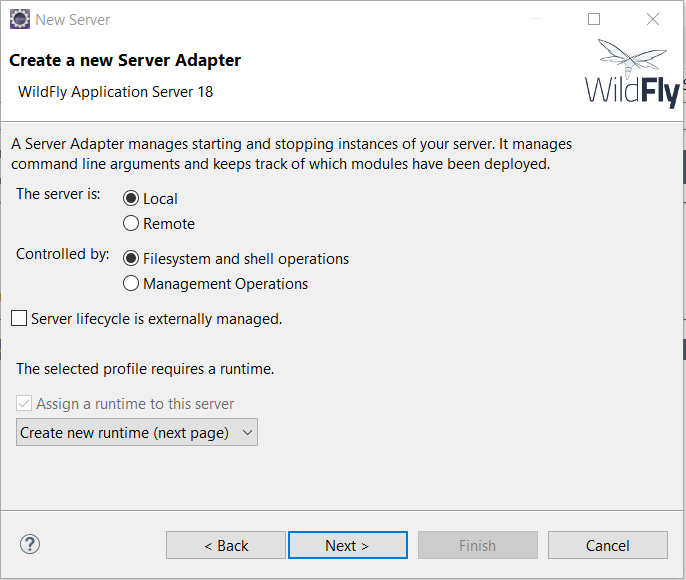 New Server
Create a new Server Adapter
WildFly Application Server 18
WildFly
A Server Adapter manages starting and stopping instances of your server. It manages
command line arguments and keeps track of which modules have been deployed.
The server is:
Local
Remote
Controlled by:
Filesystem and shell operations
Management Operations
Server lifecycle is externally managed.
The selected profile requires a runtime.
Assign a runtime to this server
Create new runtime (next page)
?
< Back
Next >
Finish
Cancel